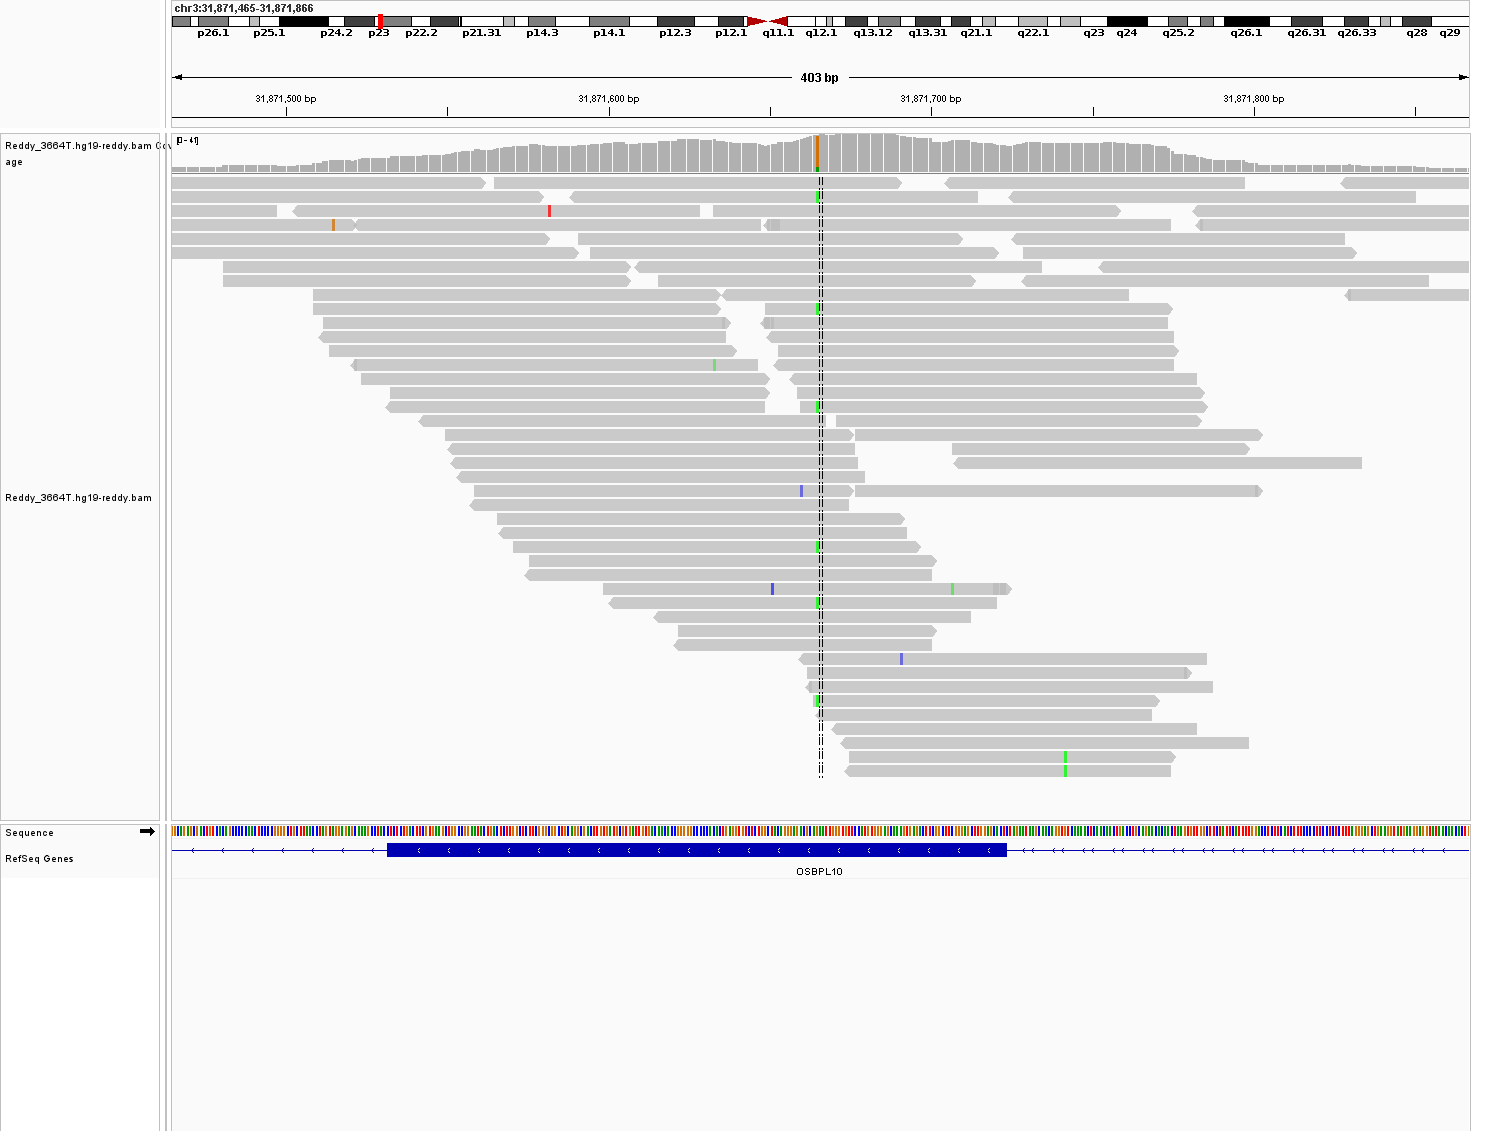 chr3:31,871,465-31,871,866
p26.1 p25.1 p24.2 p23 p22.2 p21.31 p14.3 p14.1 p12.3 p12.1 q11.1 q12.1 q13.12 q13.31 q21.1 q22.1 q23 q24 q25.2 q26.1 q26.31 q26.33 q28 q29
403 bp
31,871,500 bp 31,871,600 bp 31,871,700 bp 31,871,800 bp
Reddy_3664T.hg19-reddy.bam Cov
age
[0 - 41]
Reddy_3664T.hg19-reddy.bam
Sequence
RefSeq Genes
OSBPL10